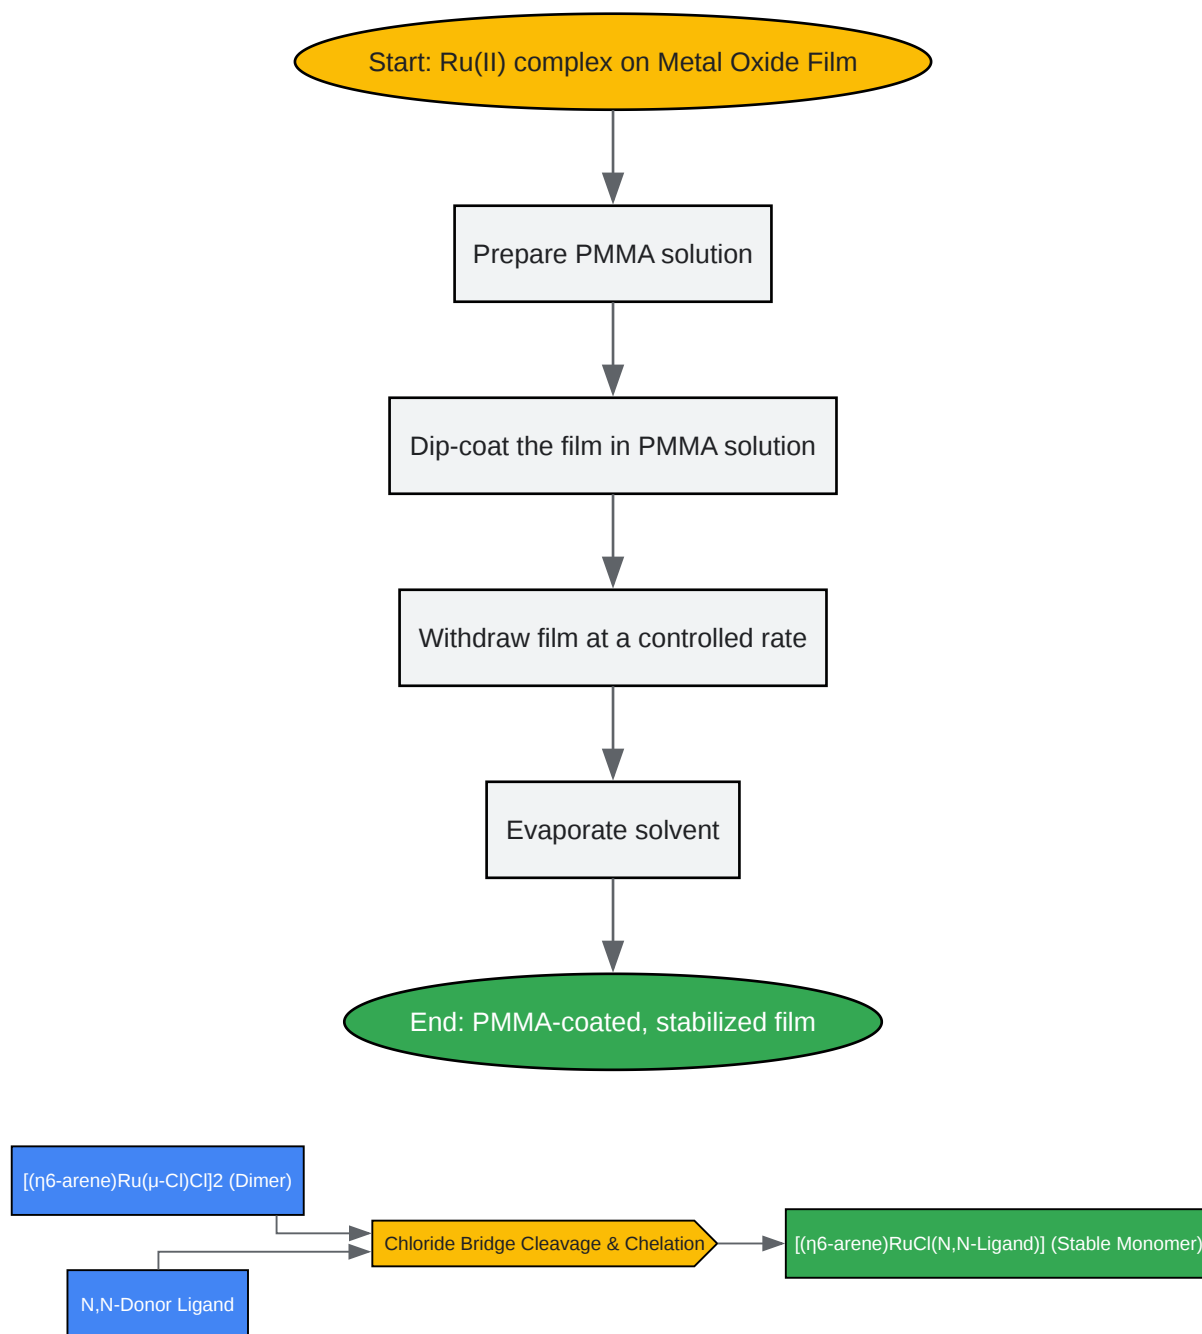 Start: Ru(II) complex on Metal Oxide Film
Prepare PMMA solution
Dip-coat the film in PMMA solution
Withdraw film at a controlled rate
Evaporate solvent
End: PMMA-coated, stabilized film
[(η6-arene)Ru(μ-Cl)Cl]2 (Dimer)
Chloride Bridge Cleavage & Chelation
[(η6-arene)RuCl(N,N-Ligand)] (Stable Monomer)
N,N-Donor Ligand